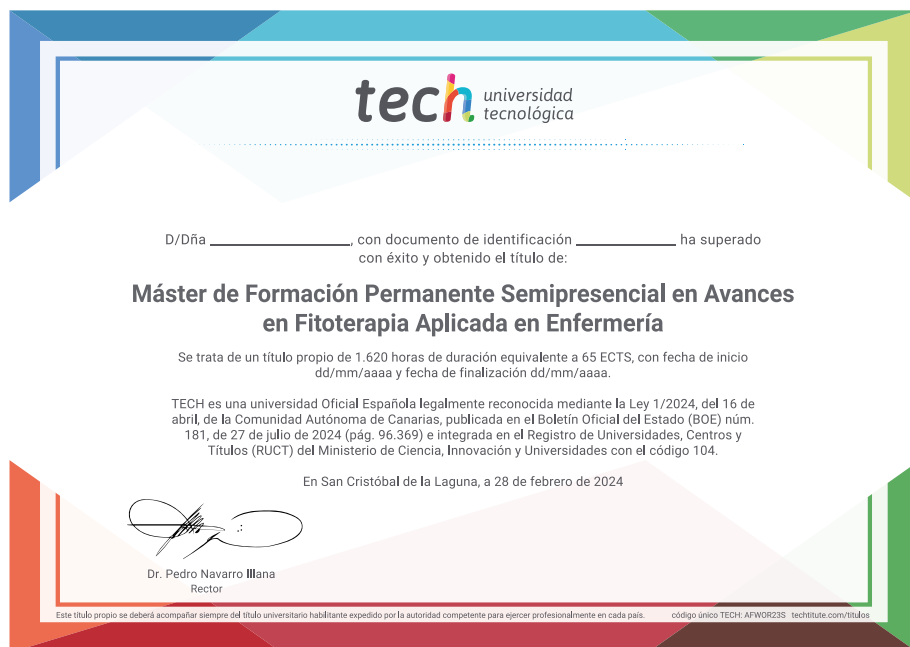 tech universidad
tecnológica
D/Dña ______________, con documento de identificación __________ ha superado
con éxito y obtenido el título de:
Máster de Formación Permanente Semipresencial en Avances
en Fitoterapia Aplicada en Enfermería
Se trata de un título propio de 1.620 horas de duración equivalente a 65 ECTS, con fecha de inicio
dd/mm/aaaa y fecha de finalización dd/mm/aaaa.
TECH es una universidad Oficial Española legalmente reconocida mediante la Ley 1/2024, del 16 de
abril, de la Comunidad Autónoma de Canarias, publicada en el Boletín Oficial del Estado (BOE) núm.
181, de 27 de julio de 2024 (pág. 96.369) e integrada en el Registro de Universidades, Centros y
Títulos (RUCT) del Ministerio de Ciencia, Innovación y Universidades con el código 104.
En San Cristóbal de la Laguna, a 28 de febrero de 2024
Dr. Pedro Navarro Illana
Rector
Este título propio se deberá acompañar siempre del título universitario habilitante expedido por la autoridad competente para ejercer profesionalmente en cada país. código único TECH: AFWOR23S techtitute.com/titulos